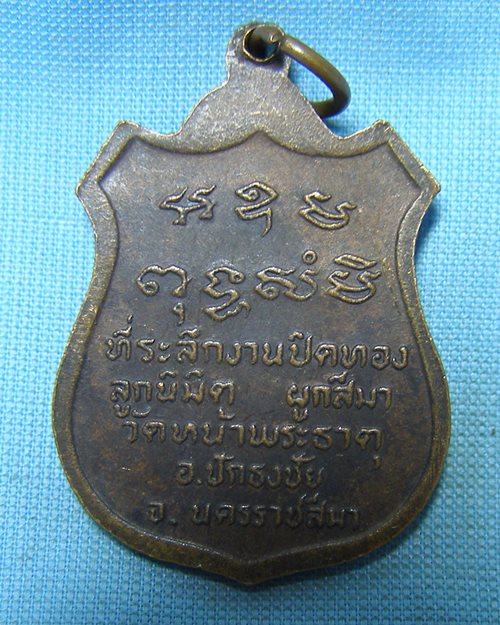 ที่ระลึกงานปิดทอง
ลูกนิมิต ผูกสีมา
วัดหน้าพระธาตุ
อ.ปักธงชัย
จ. นครราชสีมา